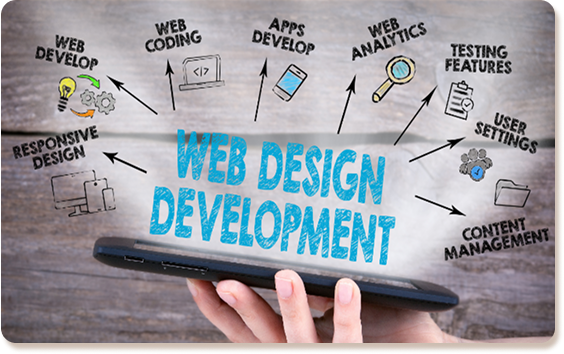 WEB
DEVELOP
WEB
CODING
APPS
DEVELOP
WEB
ANALYTICS
TESTING
FEATURES
USER
SETTINGS
RESPONSIVE
DESIGN
</>
WEB DESIGN
DEVELOPMENT
CONTENT
MANAGEMENT